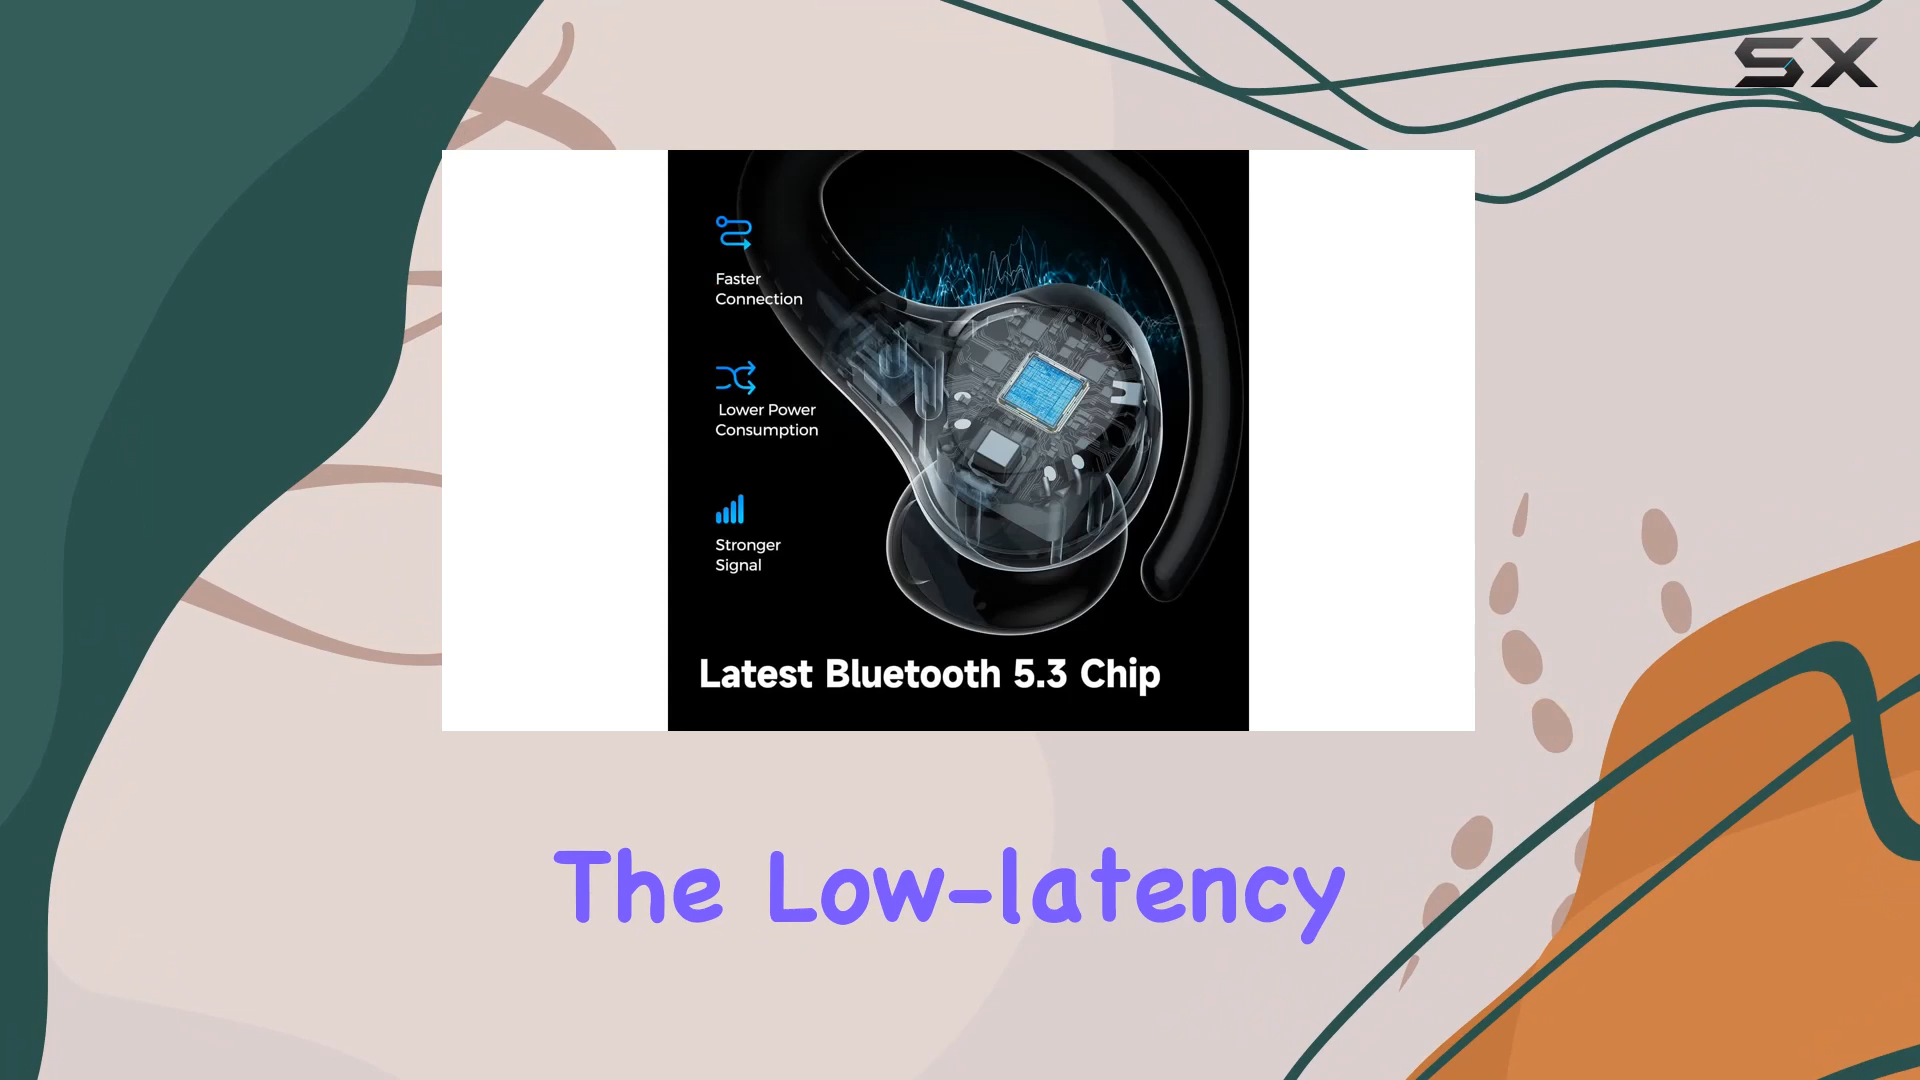 SX
Faster
Connection
Lower Power
Consumption
Stronger
Signal
Latest Bluetooth 5.3 Chip
The Low-latency